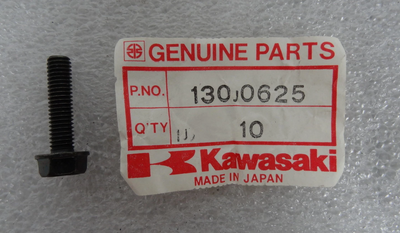 GENUINE PARTS
P.NO. 130J0625
Q'TY 10
Kawasaki
MADE IN JAPAN